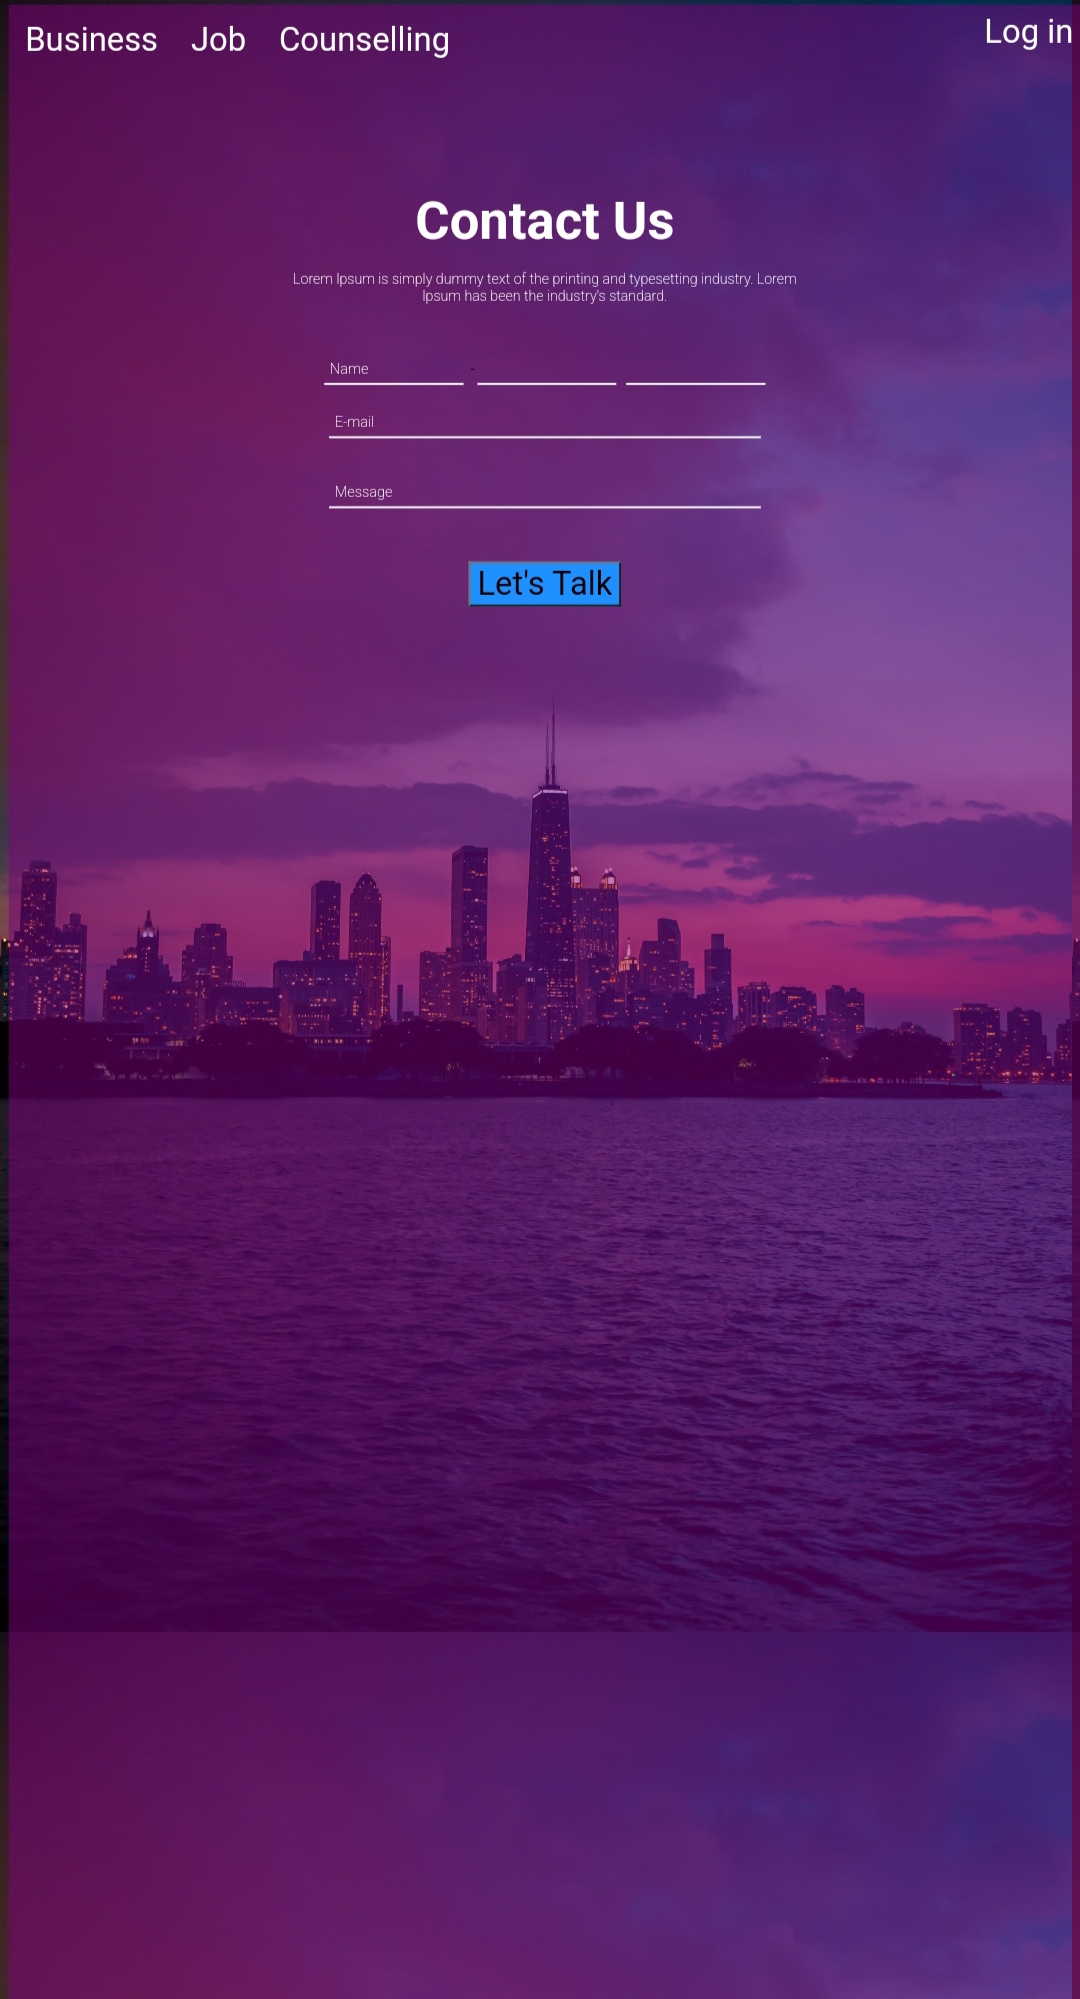 Business Job Counselling Log in
Contact Us
Lorem Ipsum is simply dummy text of the printing and typesetting industry. Lorem
Ipsum has been the industry's standard.
Name -
E-mail
Message
Let's Talk